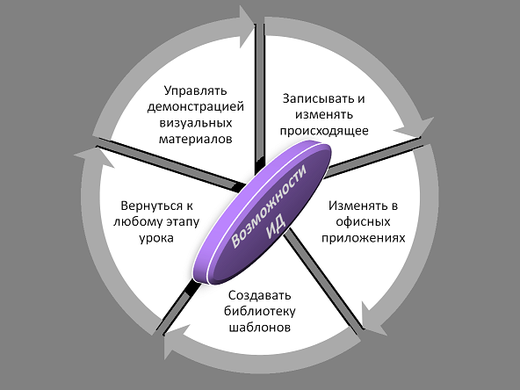 Управлять
демонстрацией
визуальных
материалов
Записывать и
изменять
происходящее
Вернуться к
любому этапу
урока
Возможности
ИД
Изменять в
офисных
приложениях
Создавать
библиотеку
шаблонов